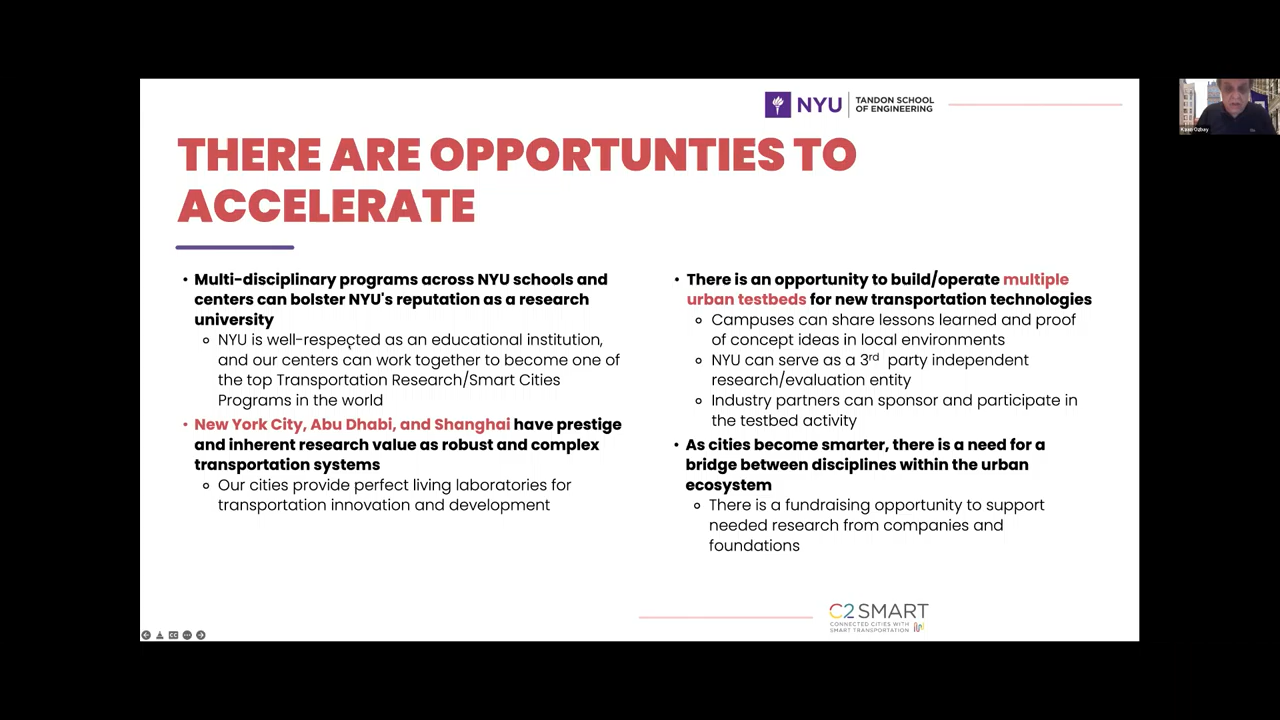 NYU TANDON SCHOOL
OF ENGINEERING
THERE ARE OPPORTUNTIES TO
ACCELERATE
• Multi-disciplinary programs across NYU schools and
centers can bolster NYU's reputation as a research
university
NYU is well-respected as an educational institution,
and our centers can work together to become one of
the top Transportation Research/Smart Cities
Programs in the world
• New York City, Abu Dhabi, and Shanghai have prestige
and inherent research value as robust and complex
transportation systems
Our cities provide perfect living laboratories for
transportation innovation and development
• There is an opportunity to build/operate multiple
urban testbeds for new transportation technologies
Campuses can share lessons learned and proof
of concept ideas in local environments
NYU can serve as a 3rd party independent
research/evaluation entity
Industry partners can sponsor and participate in
the testbed activity
• As cities become smarter, there is a need for a
bridge between disciplines within the urban
ecosystem
There is a fundraising opportunity to support
needed research from companies and
foundations
C2SMART
CONNECTED CITIES WITH
SMART TRANSPORTATION
Kaan Ozbay